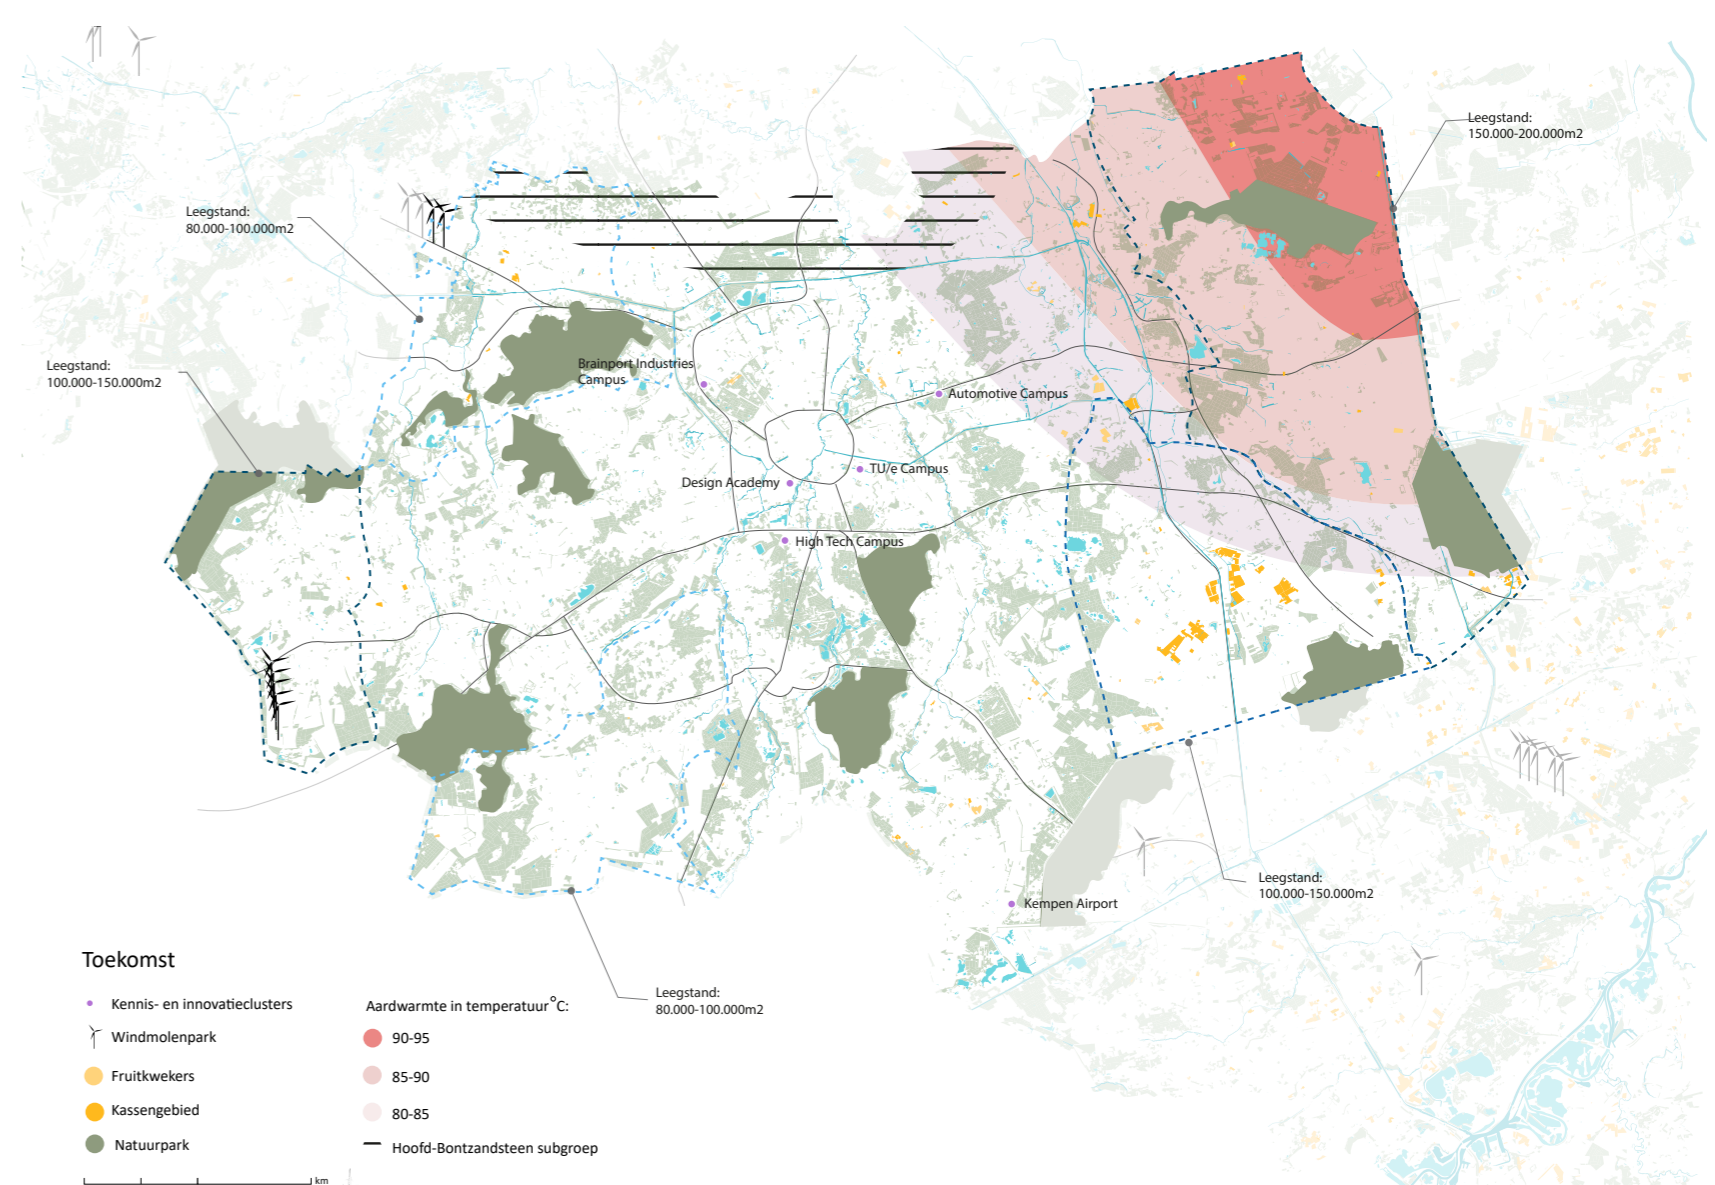 Leegstand:
150.000-200.000m2
Leegstand:
80.000-100.000m2
Leegstand:
100.000-150.000m2
Brainport Industries
Campus
Automotive Campus
TU/e Campus
Design Academy
High Tech Campus
Leegstand:
100.000-150.000m2
Kempen Airport
Leegstand:
80.000-100.000m2
Toekomst
Kennis- en innovatieclusters
Windmolenpark
Fruitkwekers
Kassengebied
Natuurpark
km
Aardwarmte in temperatuur°C:
90-95
85-90
80-85
Hoofd-Bontzandsteen subgroep